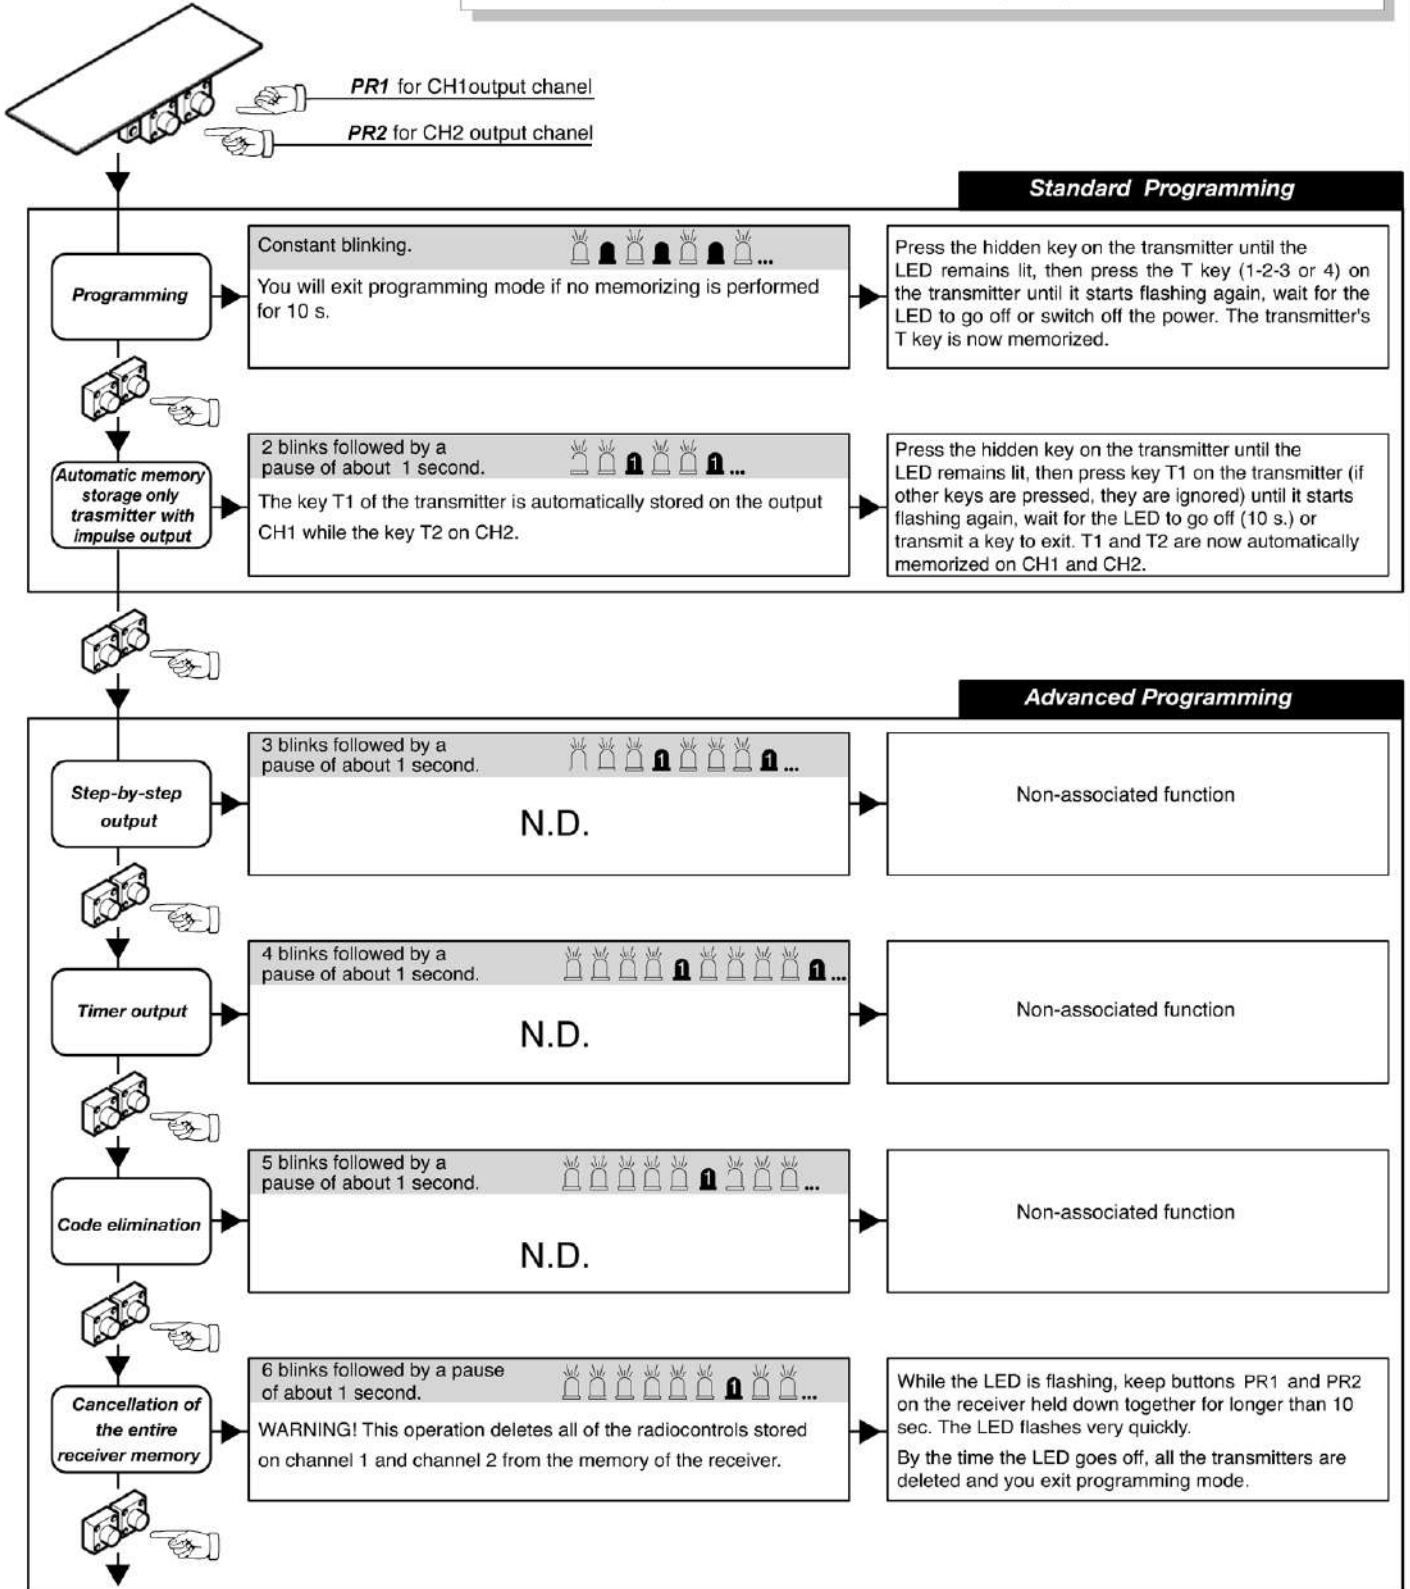 PR1 for CH1output chanel
PR2 for CH2 output chanel
Standard Programming
Programming
Constant blinking.
...
You will exit programming mode if no memorizing is performed
for 10 s.
Press the hidden key on the transmitter until the
LED remains lit, then press the T key (1-2-3 or 4) on
the transmitter until it starts flashing again, wait for the
LED to go off or switch off the power. The transmitter's
T key is now memorized.
Automatic memory
storage only
trasmitter with
impulse output
2 blinks followed by a
pause of about 1 second.
1 1 ...
The key T1 of the transmitter is automatically stored on the output
CH1 while the key T2 on CH2.
Press the hidden key on the transmitter until the
LED remains lit, then press key T1 on the transmitter (if
other keys are pressed, they are ignored) until it starts
flashing again, wait for the LED to go off (10 s.) or
transmit a key to exit. T1 and T2 are now automatically
memorized on CH1 and CH2.
Advanced Programming
Step-by-step
output
3 blinks followed by a
pause of about 1 second.
1 1 ...
N.D.
Non-associated function
Timer output
4 blinks followed by a
pause of about 1 second.
1 1 ...
N.D.
Non-associated function
Code elimination
5 blinks followed by a
pause of about 1 second.
1 ...
N.D.
Non-associated function
Cancellation of
the entire
receiver memory
6 blinks followed by a pause
of about 1 second.
1 ...
WARNING! This operation deletes all of the radiocontrols stored
on channel 1 and channel 2 from the memory of the receiver.
While the LED is flashing, keep buttons PR1 and PR2
on the receiver held down together for longer than 10
sec. The LED flashes very quickly.
By the time the LED goes off, all the transmitters are
deleted and you exit programming mode.